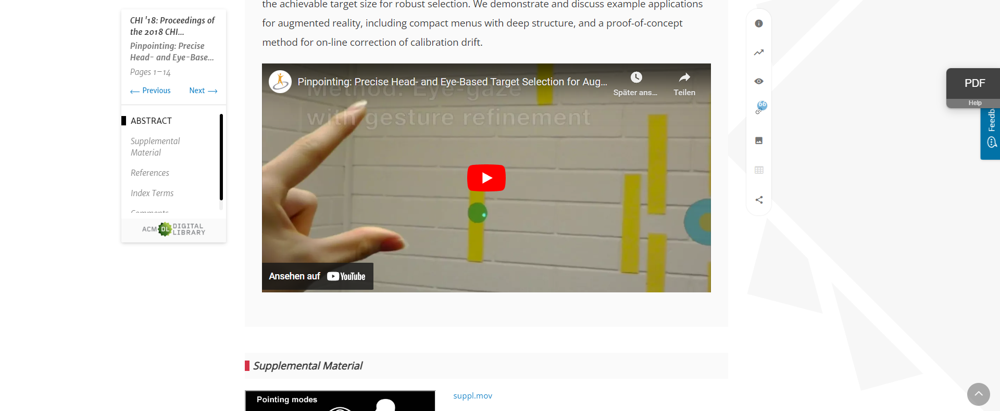 CHI '18: Proceedings of
the 2018 CHI...
Pinpointing: Precise
Head- and Eye-Base...
Pages 1–14
← Previous
Next →
ABSTRACT
Supplemental
Material
References
Index Terms
Comments
ACM DL DIGITAL
LIBRARY
the achievable target size for robust selection. We demonstrate and discuss example applications
for augmented reality, including compact menus with deep structure, and a proof-of-concept
method for on-line correction of calibration drift.
Pinpointing: Precise Head- and Eye-Based Target Selection for Aug...
Später ans...
Teilen
Method: Eye-gaze
with gesture refinement
Ansehen auf YouTube
Supplemental Material
Pointing modes
suppl.mov
66
PDF
Help
Feedb